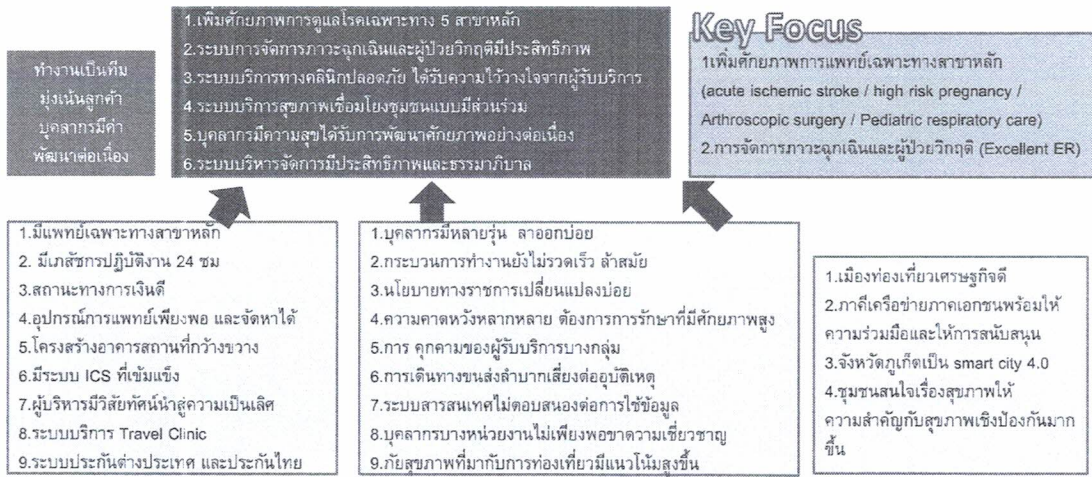 ทำงานเป็นทีม
มุ่งเน้นลูกค้า
บุคลากรมีค่า
พัฒนาต่อเนื่อง
1.เพิ่มศักยภาพการดูแลโรคเฉพาะทาง 5 สาขาหลัก
2.ระบบการจัดการภาวะฉุกเฉินและผู้ป่วยวิกฤติมีประสิทธิภาพ
3.ระบบบริการทางคลินิกปลอดภัย ได้รับความไว้วางใจจากผู้รับบริการ
4.ระบบบริการสุขภาพเชื่อมโยงชุมชนแบบมีส่วนร่วม
5.บุคลากรมีความสุขได้รับการพัฒนาศักยภาพอย่างต่อเนื่อง
6.ระบบบริหารจัดการมีประสิทธิภาพและธรรมาภิบาล
Key Focus
1เพิ่มศักยภาพการแพทย์เฉพาะทางสาขาหลัก
(acute ischemic stroke / high risk pregnancy /
Arthroscopic surgery / Pediatric respiratory care)
2.การจัดการภาวะฉุกเฉินและผู้ป่วยวิกฤติ (Excellent ER)
1.มีแพทย์เฉพาะทางสาขาหลัก
2. มีเภสัชกรปฏิบัติงาน 24 ชม
3.สถานะทางการเงินดี
4.อุปกรณ์การแพทย์เพียงพอ และจัดหาได้
5.โครงสร้างอาคารสถานที่กว้างขวาง
6.มีระบบ ICS ที่เข้มแข็ง
7.ผู้บริหารมีวิสัยทัศน์นำสู่ความเป็นเลิศ
8.ระบบบริการ Travel Clinic
9.ระบบประกันต่างประเทศ และประกันไทย
1.บุคลากรมีหลายรุ่น ลาออกบ่อย
2.กระบวนการทำงานยังไม่รวดเร็ว ล้าสมัย
3.นโยบายทางราชการเปลี่ยนแปลงบ่อย
4.ความคาดหวังหลากหลาย ต้องการการรักษาที่มีศักยภาพสูง
5.การ คุกคามของผู้รับบริการบางกลุ่ม
6.การเดินทางขนส่งลำบากเสี่ยงต่ออุบัติเหตุ
7.ระบบสารสนเทศไม่ตอบสนองต่อการใช้ข้อมูล
8.บุคลากรบางหน่วยงานไม่เพียงพอขาดความเชี่ยวชาญ
9.ภัยสุขภาพที่มากับการท่องเที่ยวมีแนวโน้มสูงขึ้น
1.เมืองท่องเที่ยวเศรษฐกิจดี
2.ภาคีเครือข่ายภาคเอกชนพร้อมให้
ความร่วมมือและให้การสนับสนุน
3.จังหวัดภูเก็ตเป็น smart city 4.0
4.ชุมชนสนใจเรื่องสุขภาพให้
ความสำคัญกับสุขภาพเชิงป้องกันมาก
ขึ้น